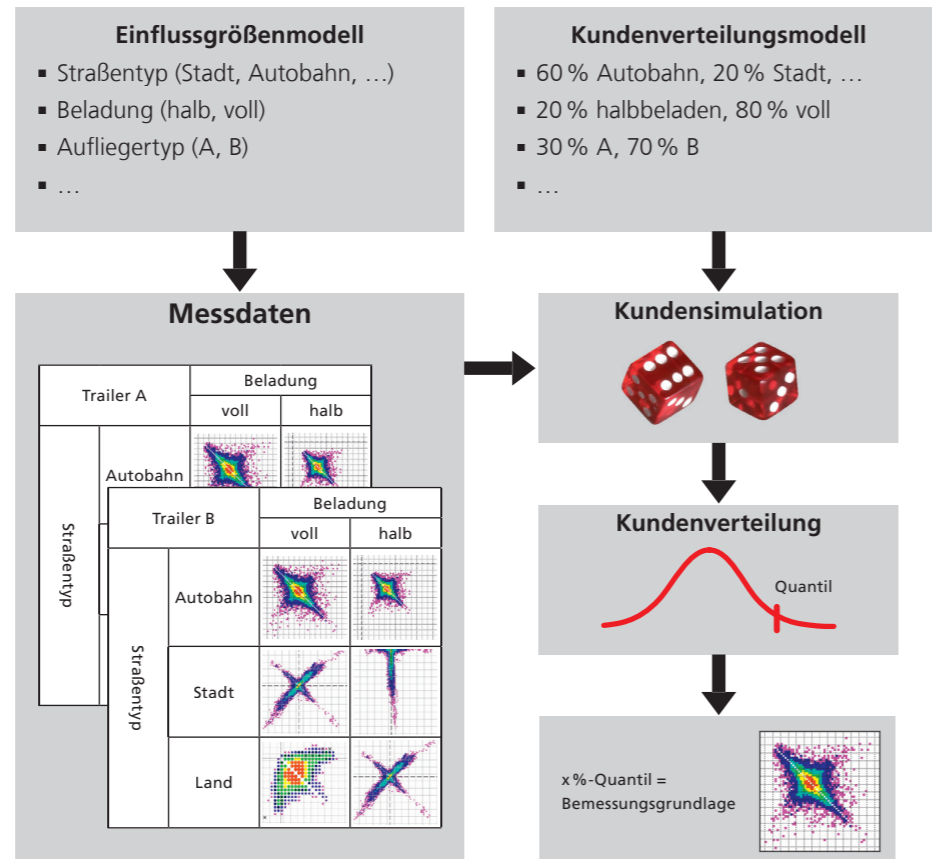 Einflussgrößenmodell
▪ Straßentyp (Stadt, Autobahn, …)
▪ Beladung (halb, voll)
▪ Aufliegertyp (A, B)
▪ …
Kundenverteilungsmodell
▪ 60 % Autobahn, 20 % Stadt, …
▪ 20 % halbbeladen, 80 % voll
▪ 30 % A, 70 % B
▪ …
Messdaten
Trailer A
Beladung
voll
halb
Straßentyp
Autobahn
Trailer B
Beladung
voll
halb
Straßentyp
Autobahn
Stadt
Land
Kundensimulation
Kundenverteilung
Quantil
x %-Quantil =
Bemessungsgrundlage